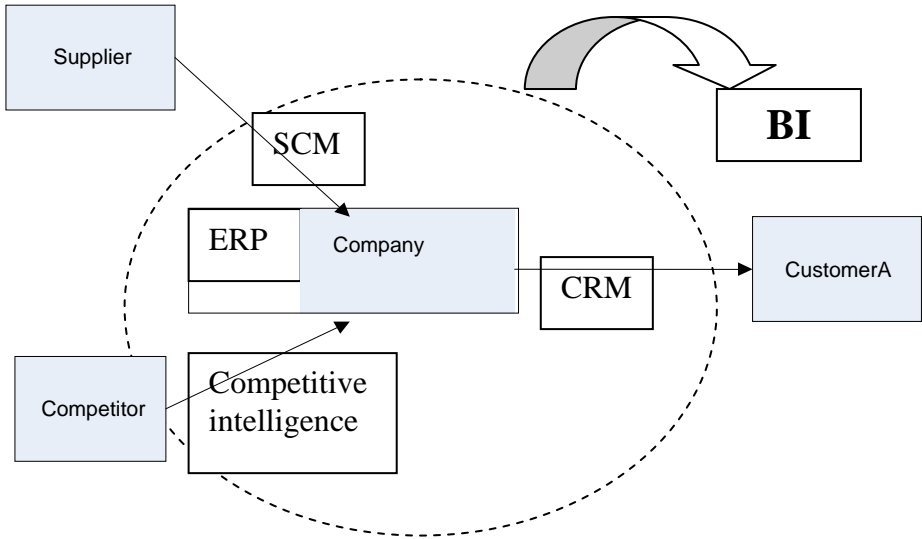 Supplier
BI
SCM
ERP
Company
CustomerA
CRM
Competitor
Competitive
intelligence